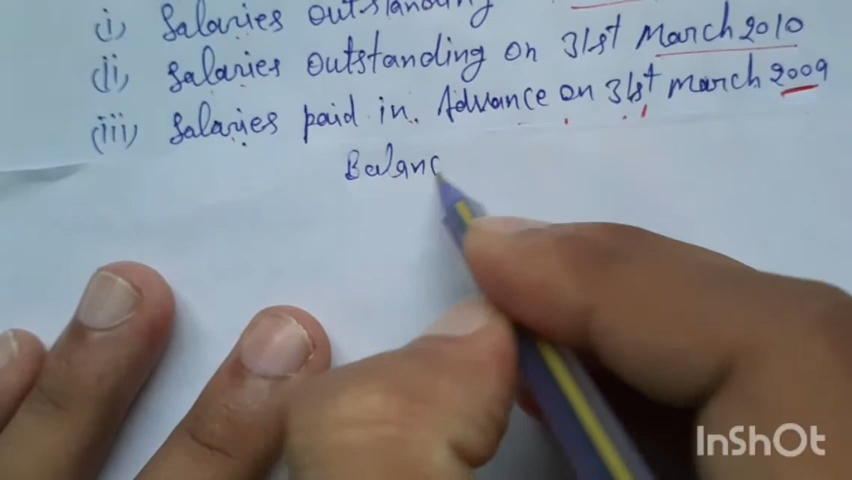 (i) Salaries outstanding
(ii) Salaries outstanding on 31st March 2010
(iii) Salaries paid in Advance on 31st March 2009
Balanc
InShOt